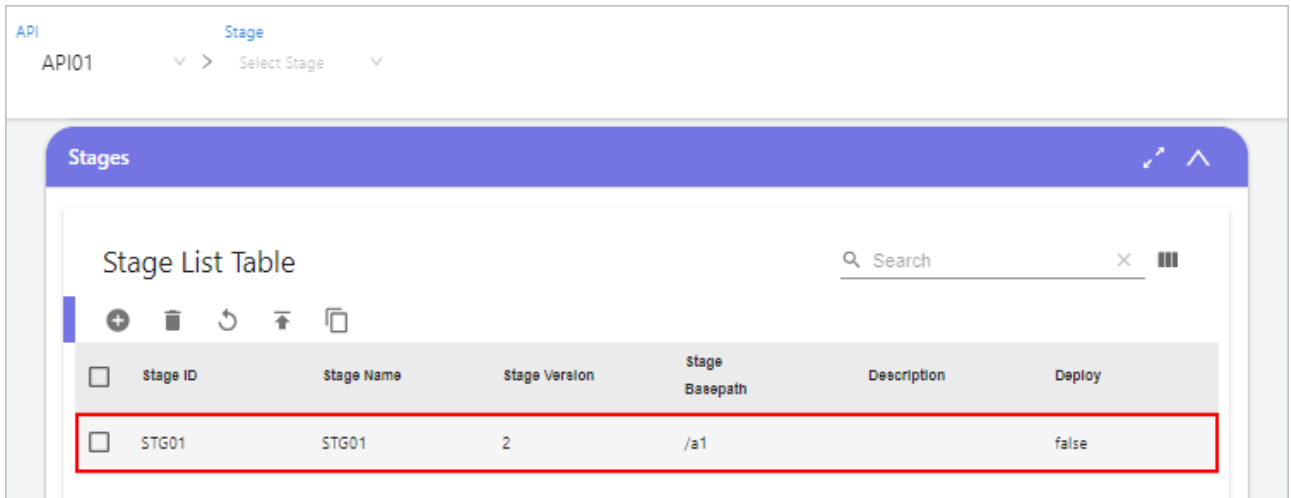 API Stage
API01 > Select Stage
Stages
Stage List Table
Search
Stage ID Stage Name Stage Version Stage Basepath Description Deploy
STG01 STG01 2 /a1 false